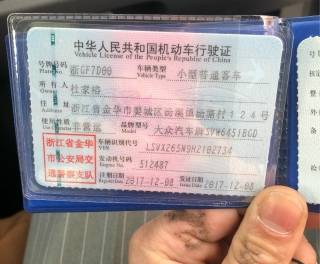 中华人民共和国机动车行驶证
Vehicle License of the People's Republic of China
号牌号码 浙GF7D00 车辆类型 小型普通客车
Plate No. Vehicle Type
所有人 杜家榕
Owner
住址 浙江省金华市婺城区
Address
使用性质 非营运 品牌型号 大众汽车牌SVW6451BGD
Use Character Model
浙江省金华
市公安局交
通警察支队
车辆识别代号 LSVX265N9H2182734
VIN
发动机号码 512487
Engine No.
注册日期 2017-12-08 发证日期 2017-12-08
Register Date Issue Date